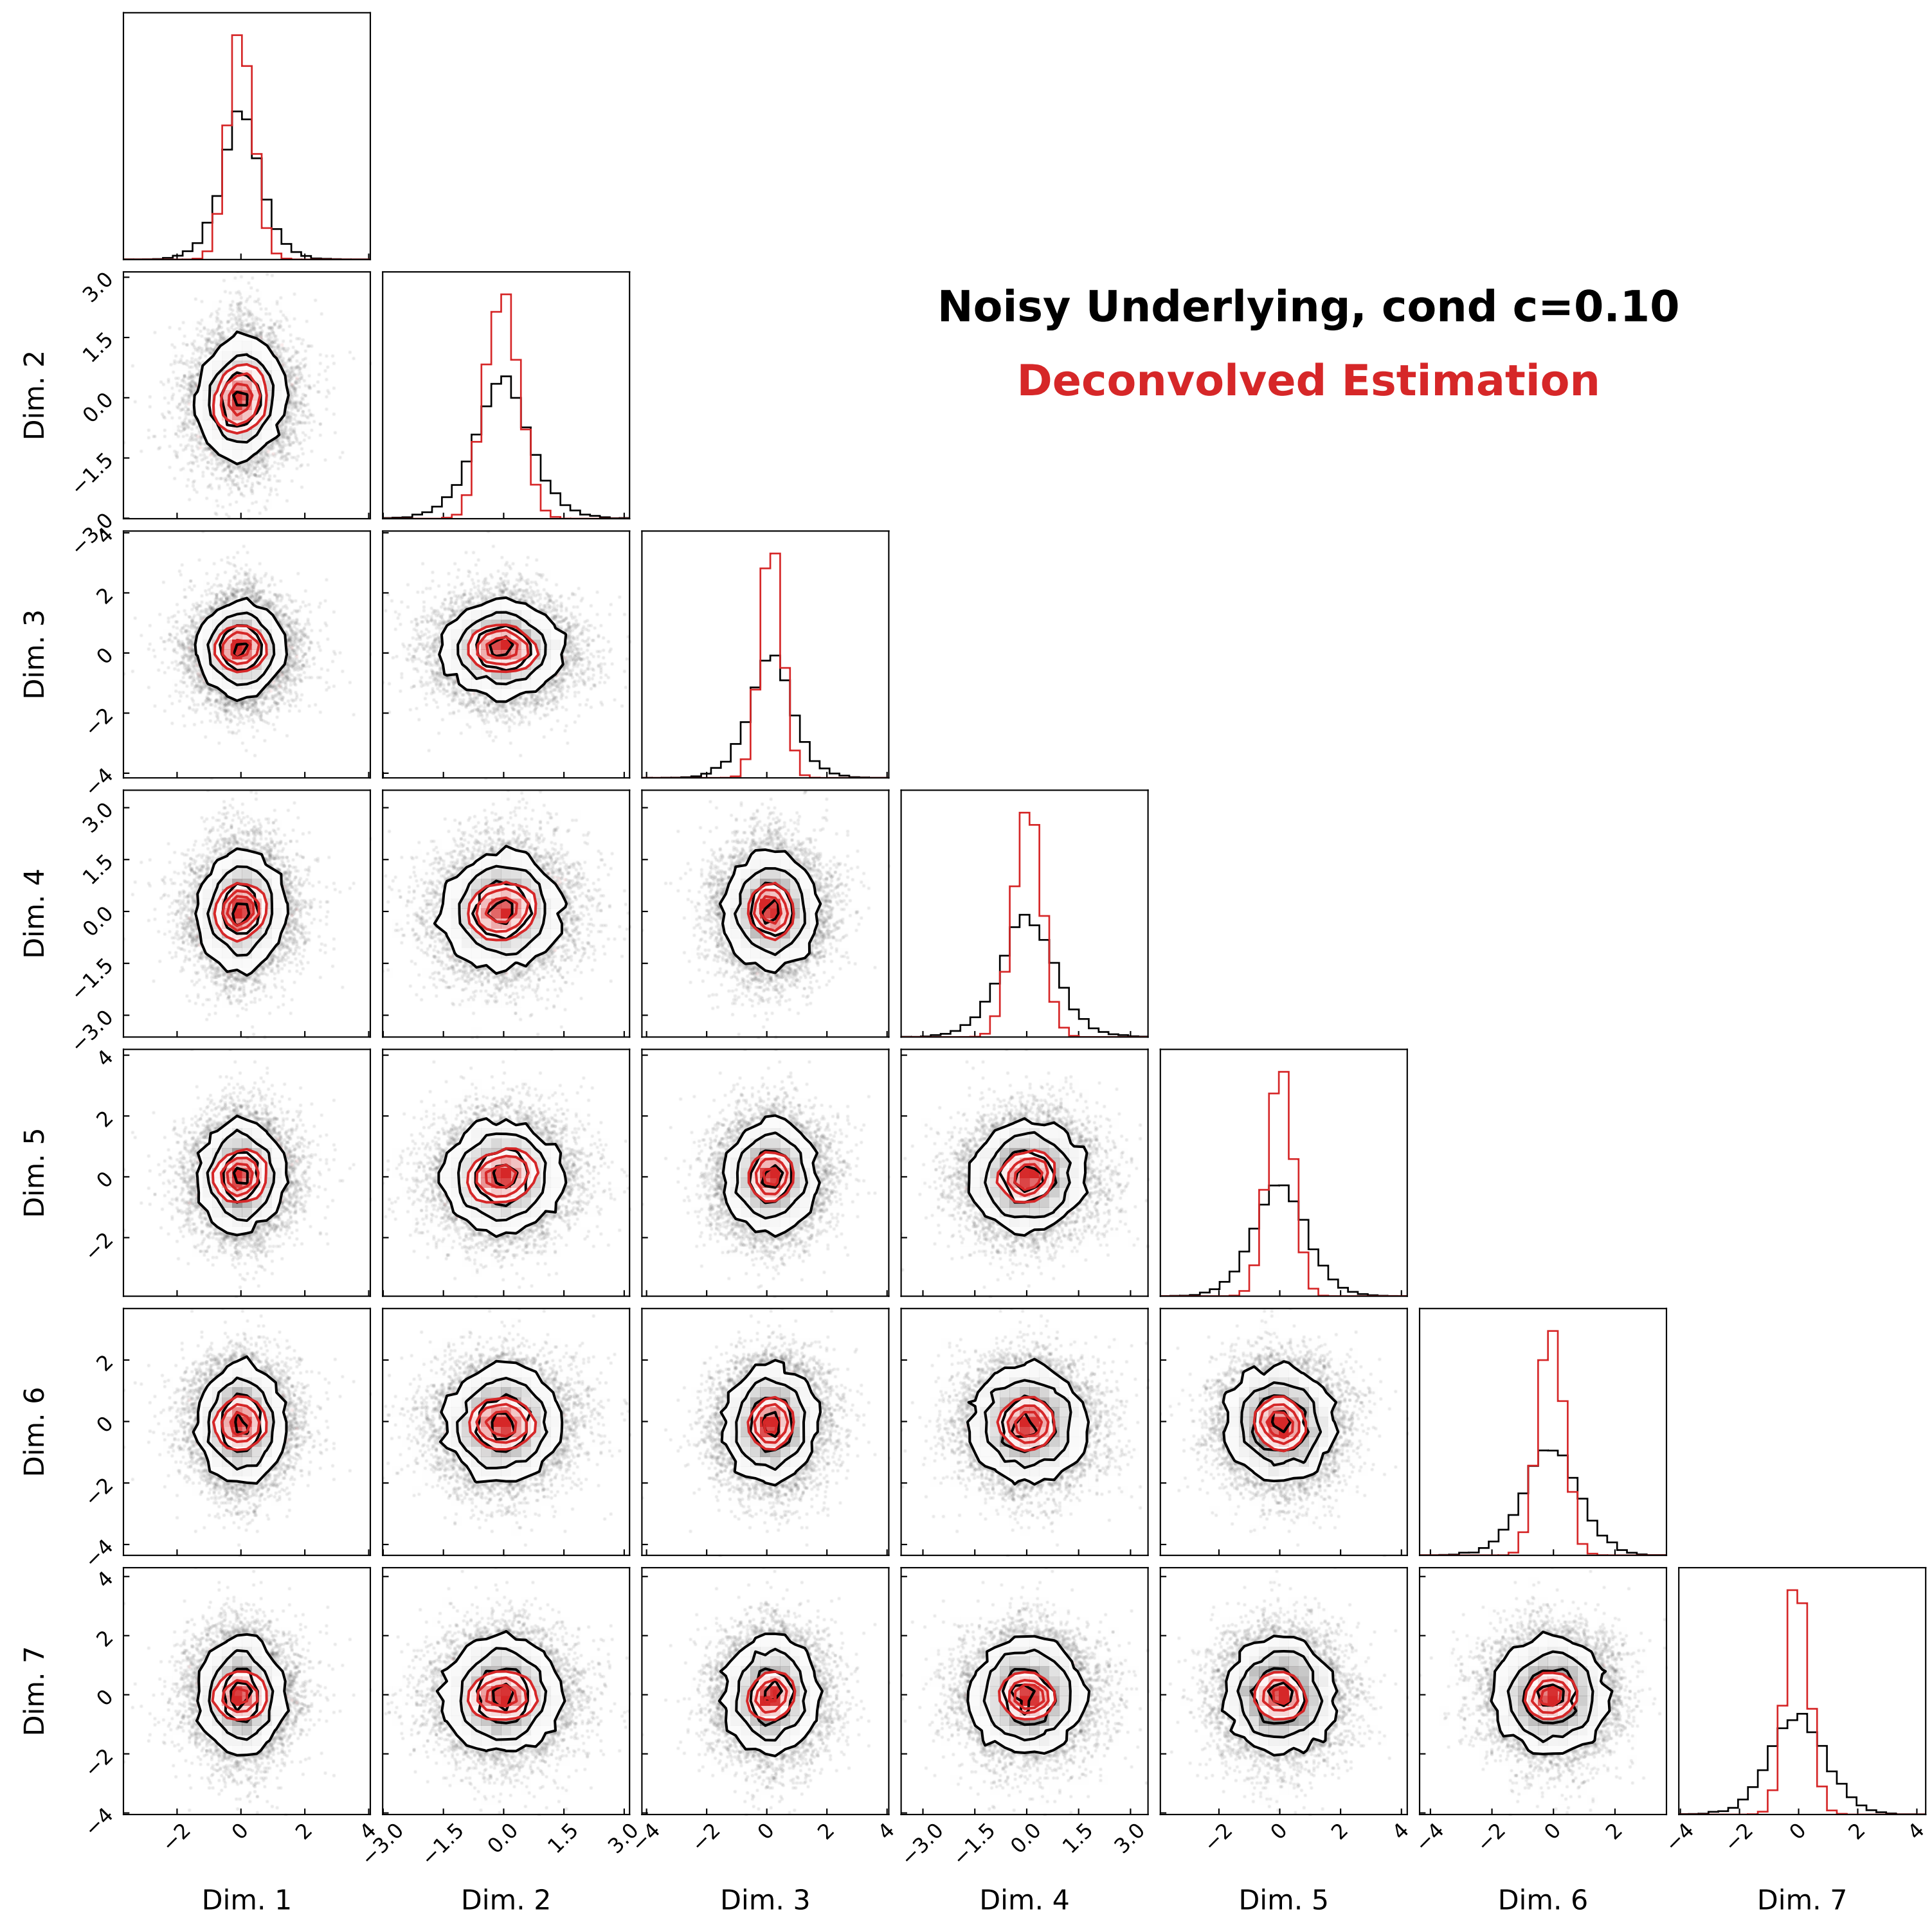 Noisy Underlying, cond c=0.10
Deconvolved Estimation
Dim. 2
3.0
1.5
0.0
−1.5
−3.0
Dim. 3
4
2
0
−2
−4
Dim. 4
3.0
1.5
0.0
−1.5
−3.0
Dim. 5
4
2
0
−2
Dim. 6
2
0
−2
−4
Dim. 7
4
2
0
−2
−4
−2 0 2 4
−3.0 −1.5 0.0 1.5 3.0
−4 −2 0 2 4
−3.0 −1.5 0.0 1.5 3.0
−2 0 2 4
−4 −2 0 2
−4 −2 0 2 4
Dim. 1 Dim. 2 Dim. 3 Dim. 4 Dim. 5 Dim. 6 Dim. 7